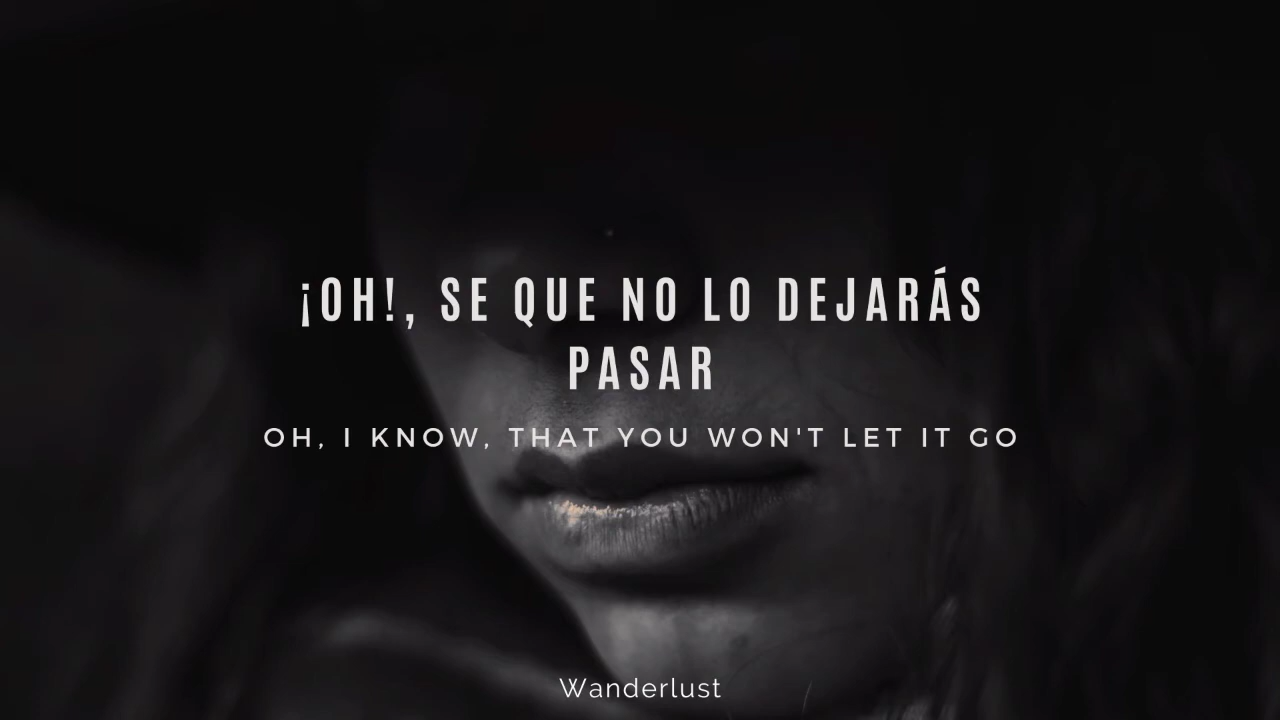 ¡OH!, SE QUE NO LO DEJARÁS
PASAR
OH, I KNOW, THAT YOU WON'T LET IT GO
Wanderlust